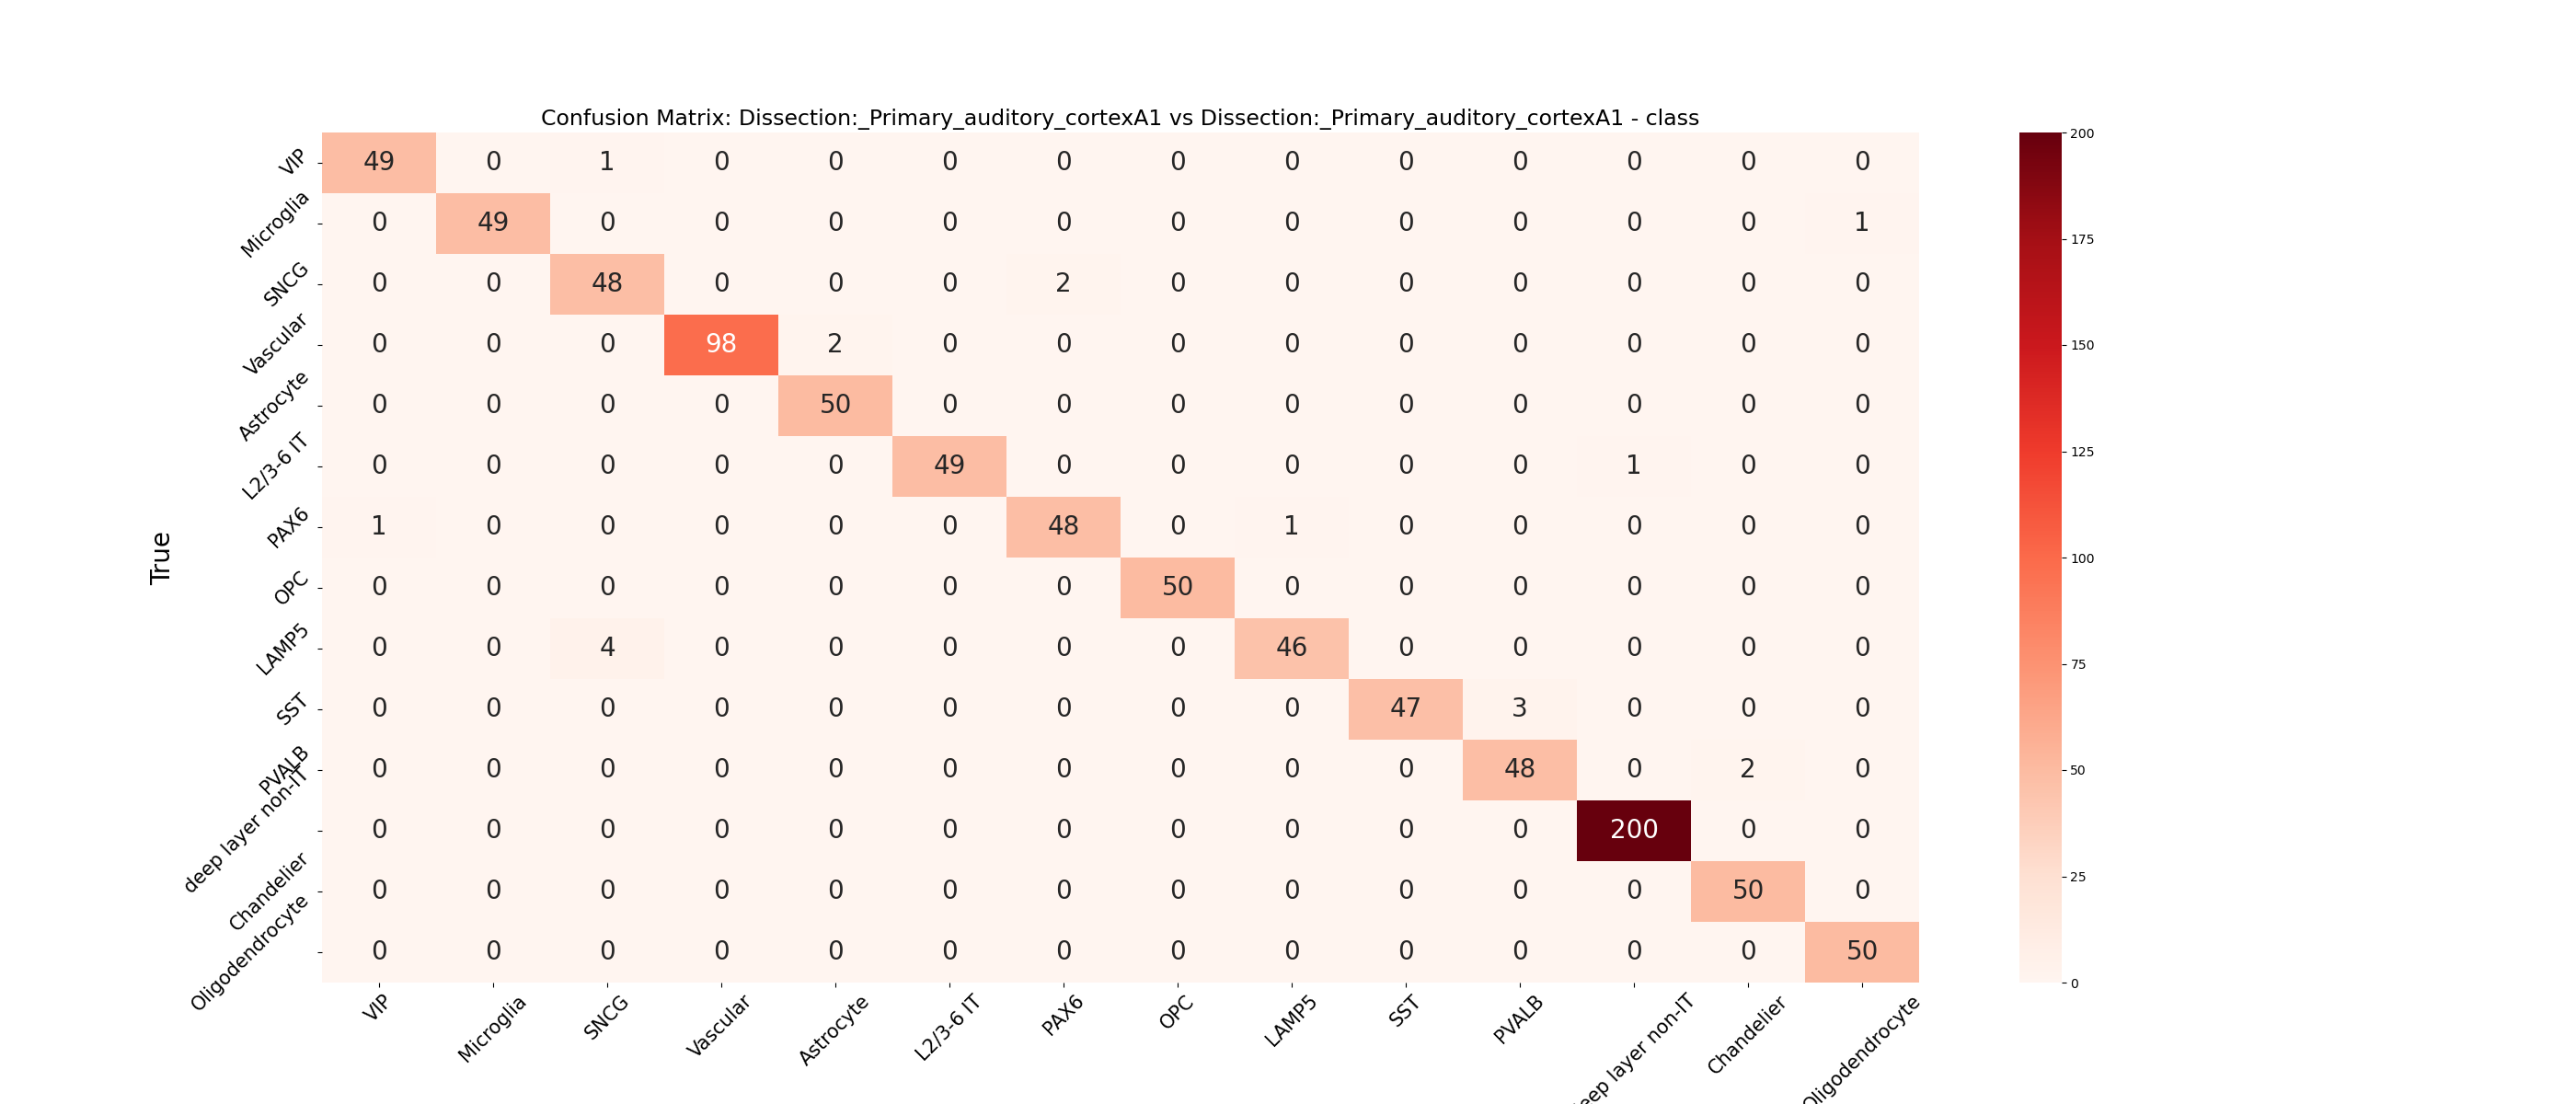 Confusion Matrix: Dissection:_Primary_auditory_cortexA1 vs Dissection:_Primary_auditory_cortexA1 - class
True
VIP 49 0 1 0 0 0 0 0 0 0 0 0 0 0
Microglia 0 49 0 0 0 0 0 0 0 0 0 0 0 1
SNCG 0 0 48 0 0 0 2 0 0 0 0 0 0 0
Vascular 0 0 0 98 2 0 0 0 0 0 0 0 0 0
Astrocyte 0 0 0 0 50 0 0 0 0 0 0 0 0 0
L2/3-6 IT 0 0 0 0 0 49 0 0 0 0 0 1 0 0
PAX6 1 0 0 0 0 0 48 0 1 0 0 0 0 0
OPC 0 0 0 0 0 0 0 50 0 0 0 0 0 0
LAMP5 0 0 4 0 0 0 0 0 46 0 0 0 0 0
SST 0 0 0 0 0 0 0 0 0 47 3 0 0 0
PVALB 0 0 0 0 0 0 0 0 0 0 48 0 2 0
deep layer non-IT 0 0 0 0 0 0 0 0 0 0 0 200 0 0
Chandelier 0 0 0 0 0 0 0 0 0 0 0 0 50 0
Oligodendrocyte 0 0 0 0 0 0 0 0 0 0 0 0 0 50
VIP Microglia SNCG Vascular Astrocyte L2/3-6 IT PAX6 OPC LAMP5 SST PVALB eep layer non-IT Chandelier Oligodendrocyte
200
175
150
125
100
75
50
25
0